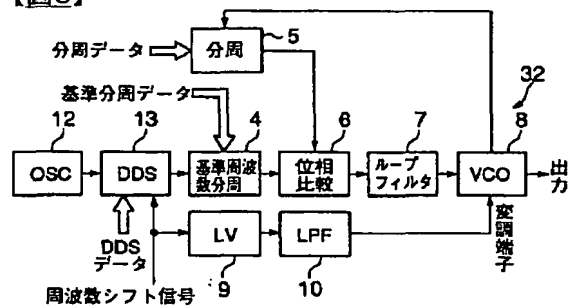 5
分周データ
分周
基準分周データ
32
12
13
4
6
7
8
OSC
DDS
基準周波
数分周
位相
比較
ループ
フィルタ
VCO
出力
DDS
データ
LV
LPF
変調端子
9
10
周波数シフト信号